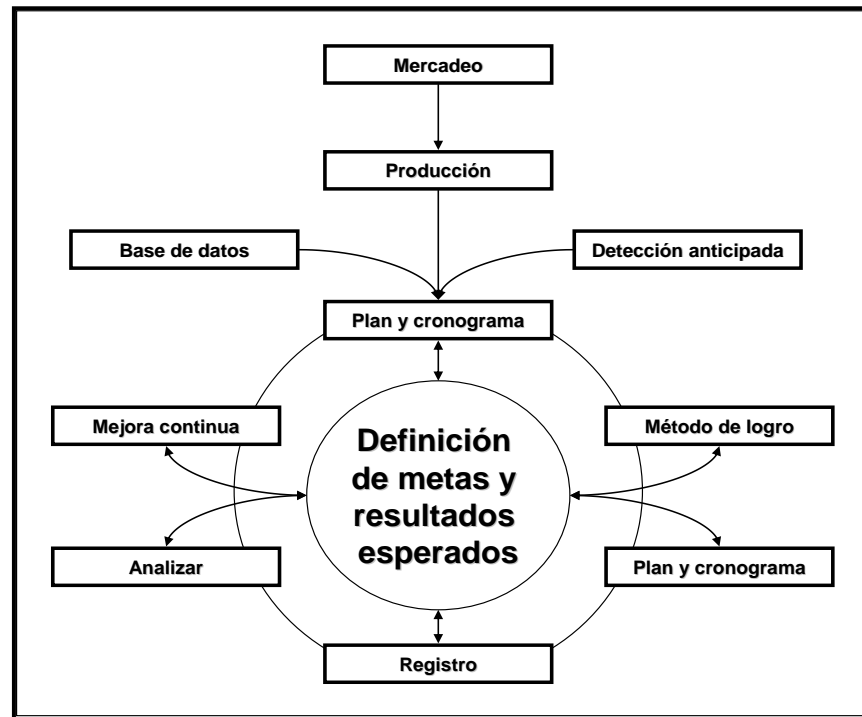 Mercadeo
Producción
Base de datos
Detección anticipada
Plan y cronograma
Mejora continua
Método de logro
Definición
de metas y
resultados
esperados
Analizar
Plan y cronograma
Registro